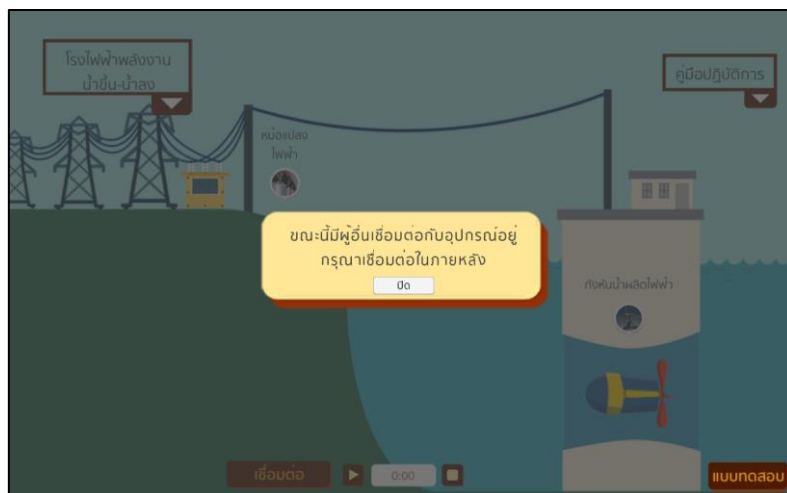 โรงไฟฟ้าพลังงาน
น้ำขึ้น-น้ำลง
คู่มือปฏิบัติการ
หม้อแปลง
ไฟฟ้า
ขณะนี้มีผู้อื่นเชื่อมต่อกับอุปกรณ์อยู่
กรุณาเชื่อมต่อในภายหลัง
ปิด
กังหันน้ำผลิตไฟฟ้า
เชื่อมต่อ
0:00
แบบทดสอบ